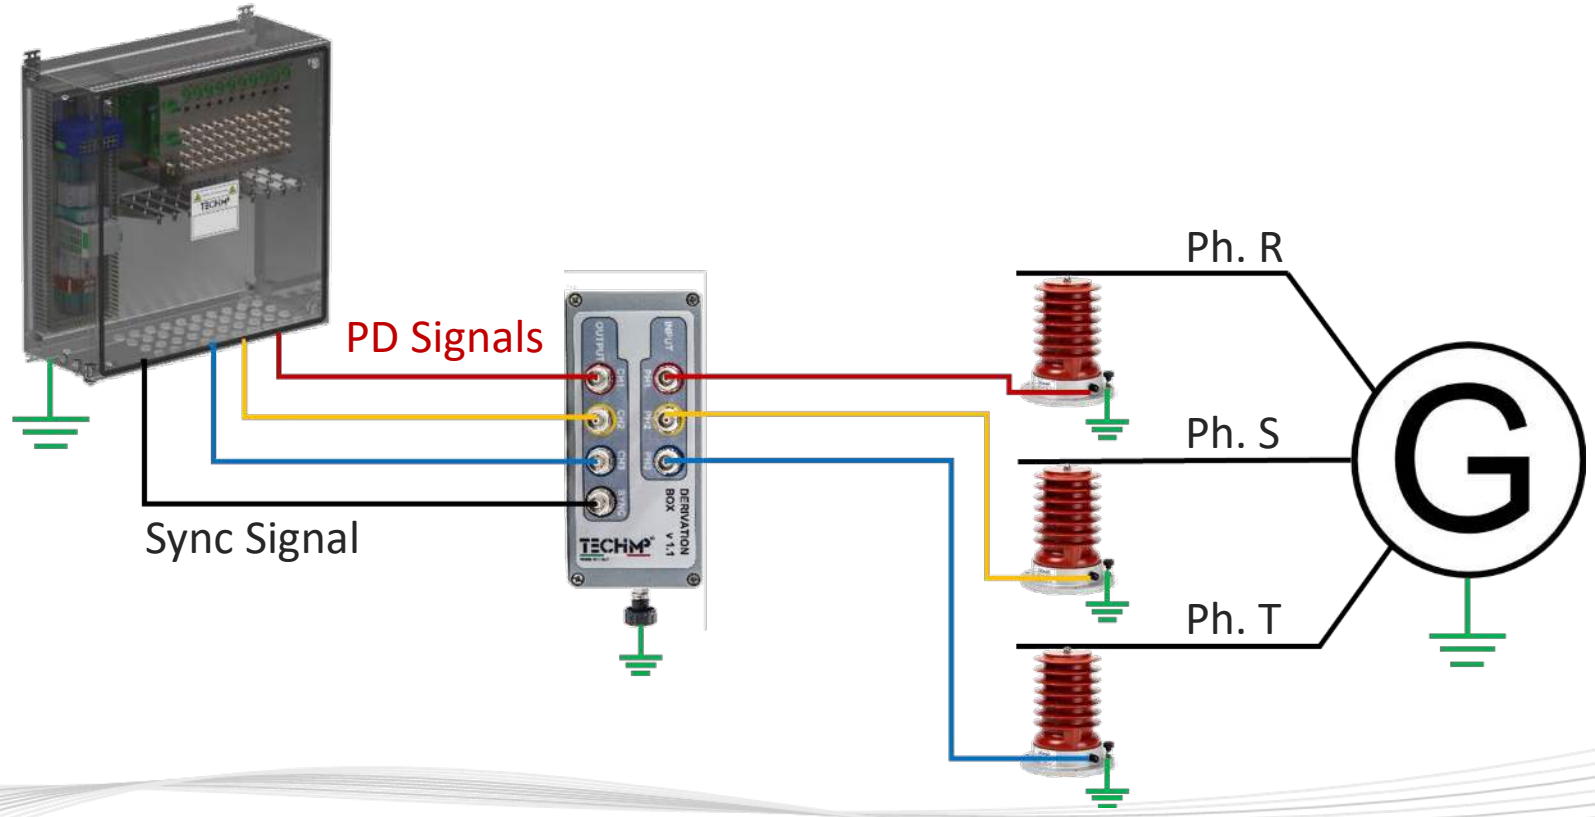 TECHIMP
PD Signals
Sync Signal
OUTPUT
INPUT
CH1
PH1
CH2
PH2
CH3
PH3
SYNC
DERIVATION
BOX
v 1.1
TECHIMP
Ph. R
Ph. S
Ph. T
G